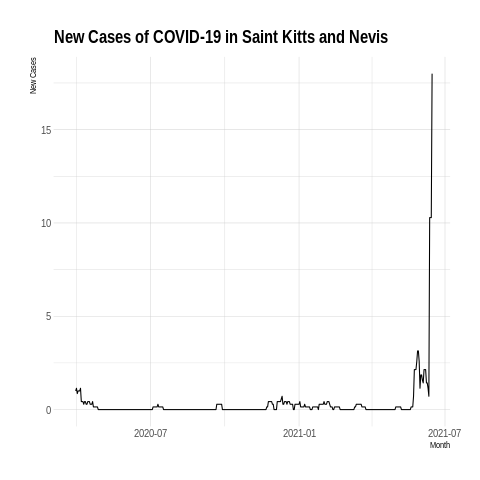 New Cases of COVID-19 in Saint Kitts and Nevis
New Cases
15
10
5
0
2020-07
2021-01
2021-07
Month